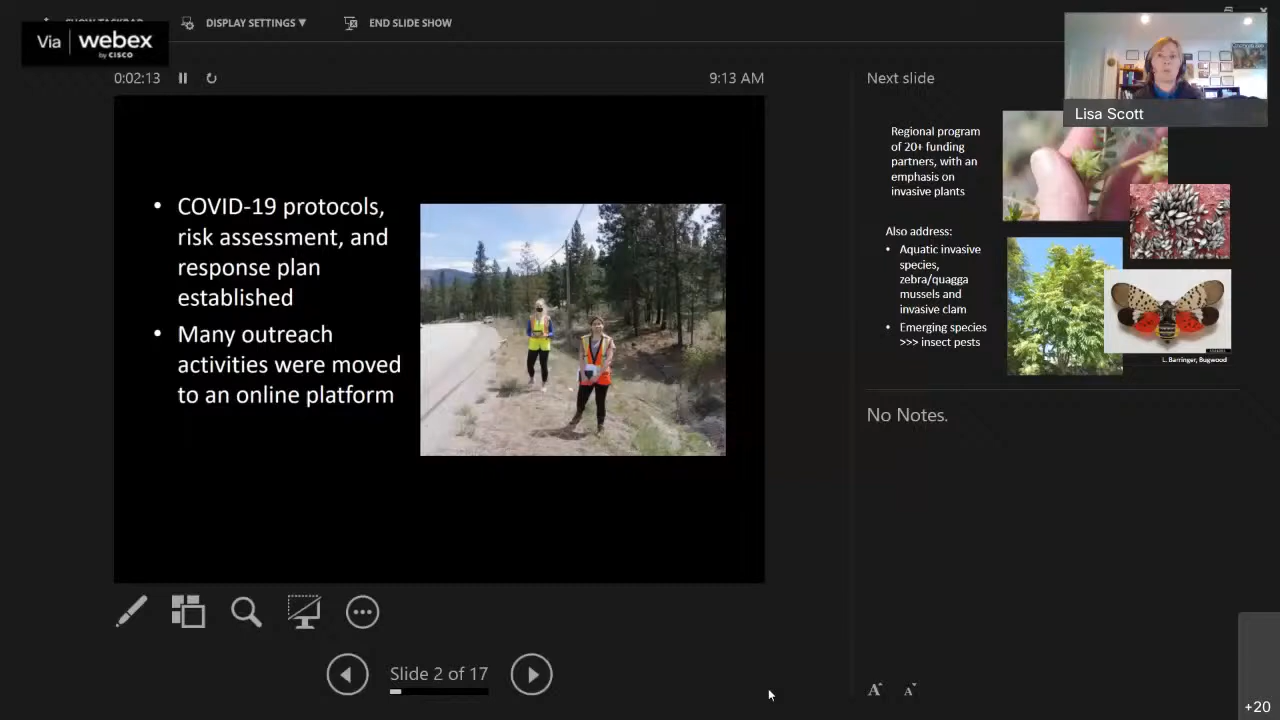 SHOW TASKBAR
DISPLAY SETTINGS ▼
END SLIDE SHOW
Via webex
by CISCO
0:02:13
9:13 AM
Next slide
Lisa Scott
• COVID-19 protocols,
risk assessment, and
response plan
established
• Many outreach
activities were moved
to an online platform
Regional program
of 20+ funding
partners, with an
emphasis on
invasive plants
Also address:
• Aquatic invasive
species,
zebra/quagga
mussels and
invasive clam
• Emerging species
>>> insect pests
L. Barringer, Bugwood
No Notes.
Slide 2 of 17
A A
+20